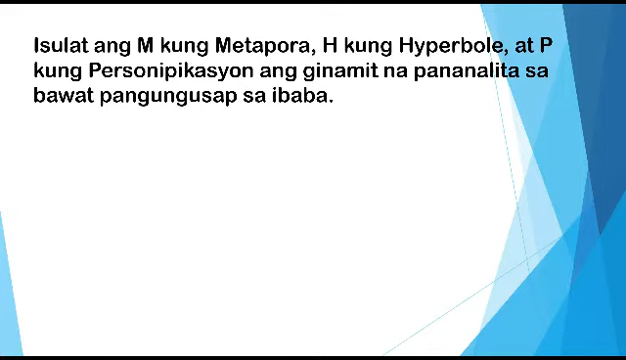 Isulat ang M kung Metapora, H kung Hyperbole, at P
kung Personipikasyon ang ginamit na pananalita sa
bawat pangungusap sa ibaba.